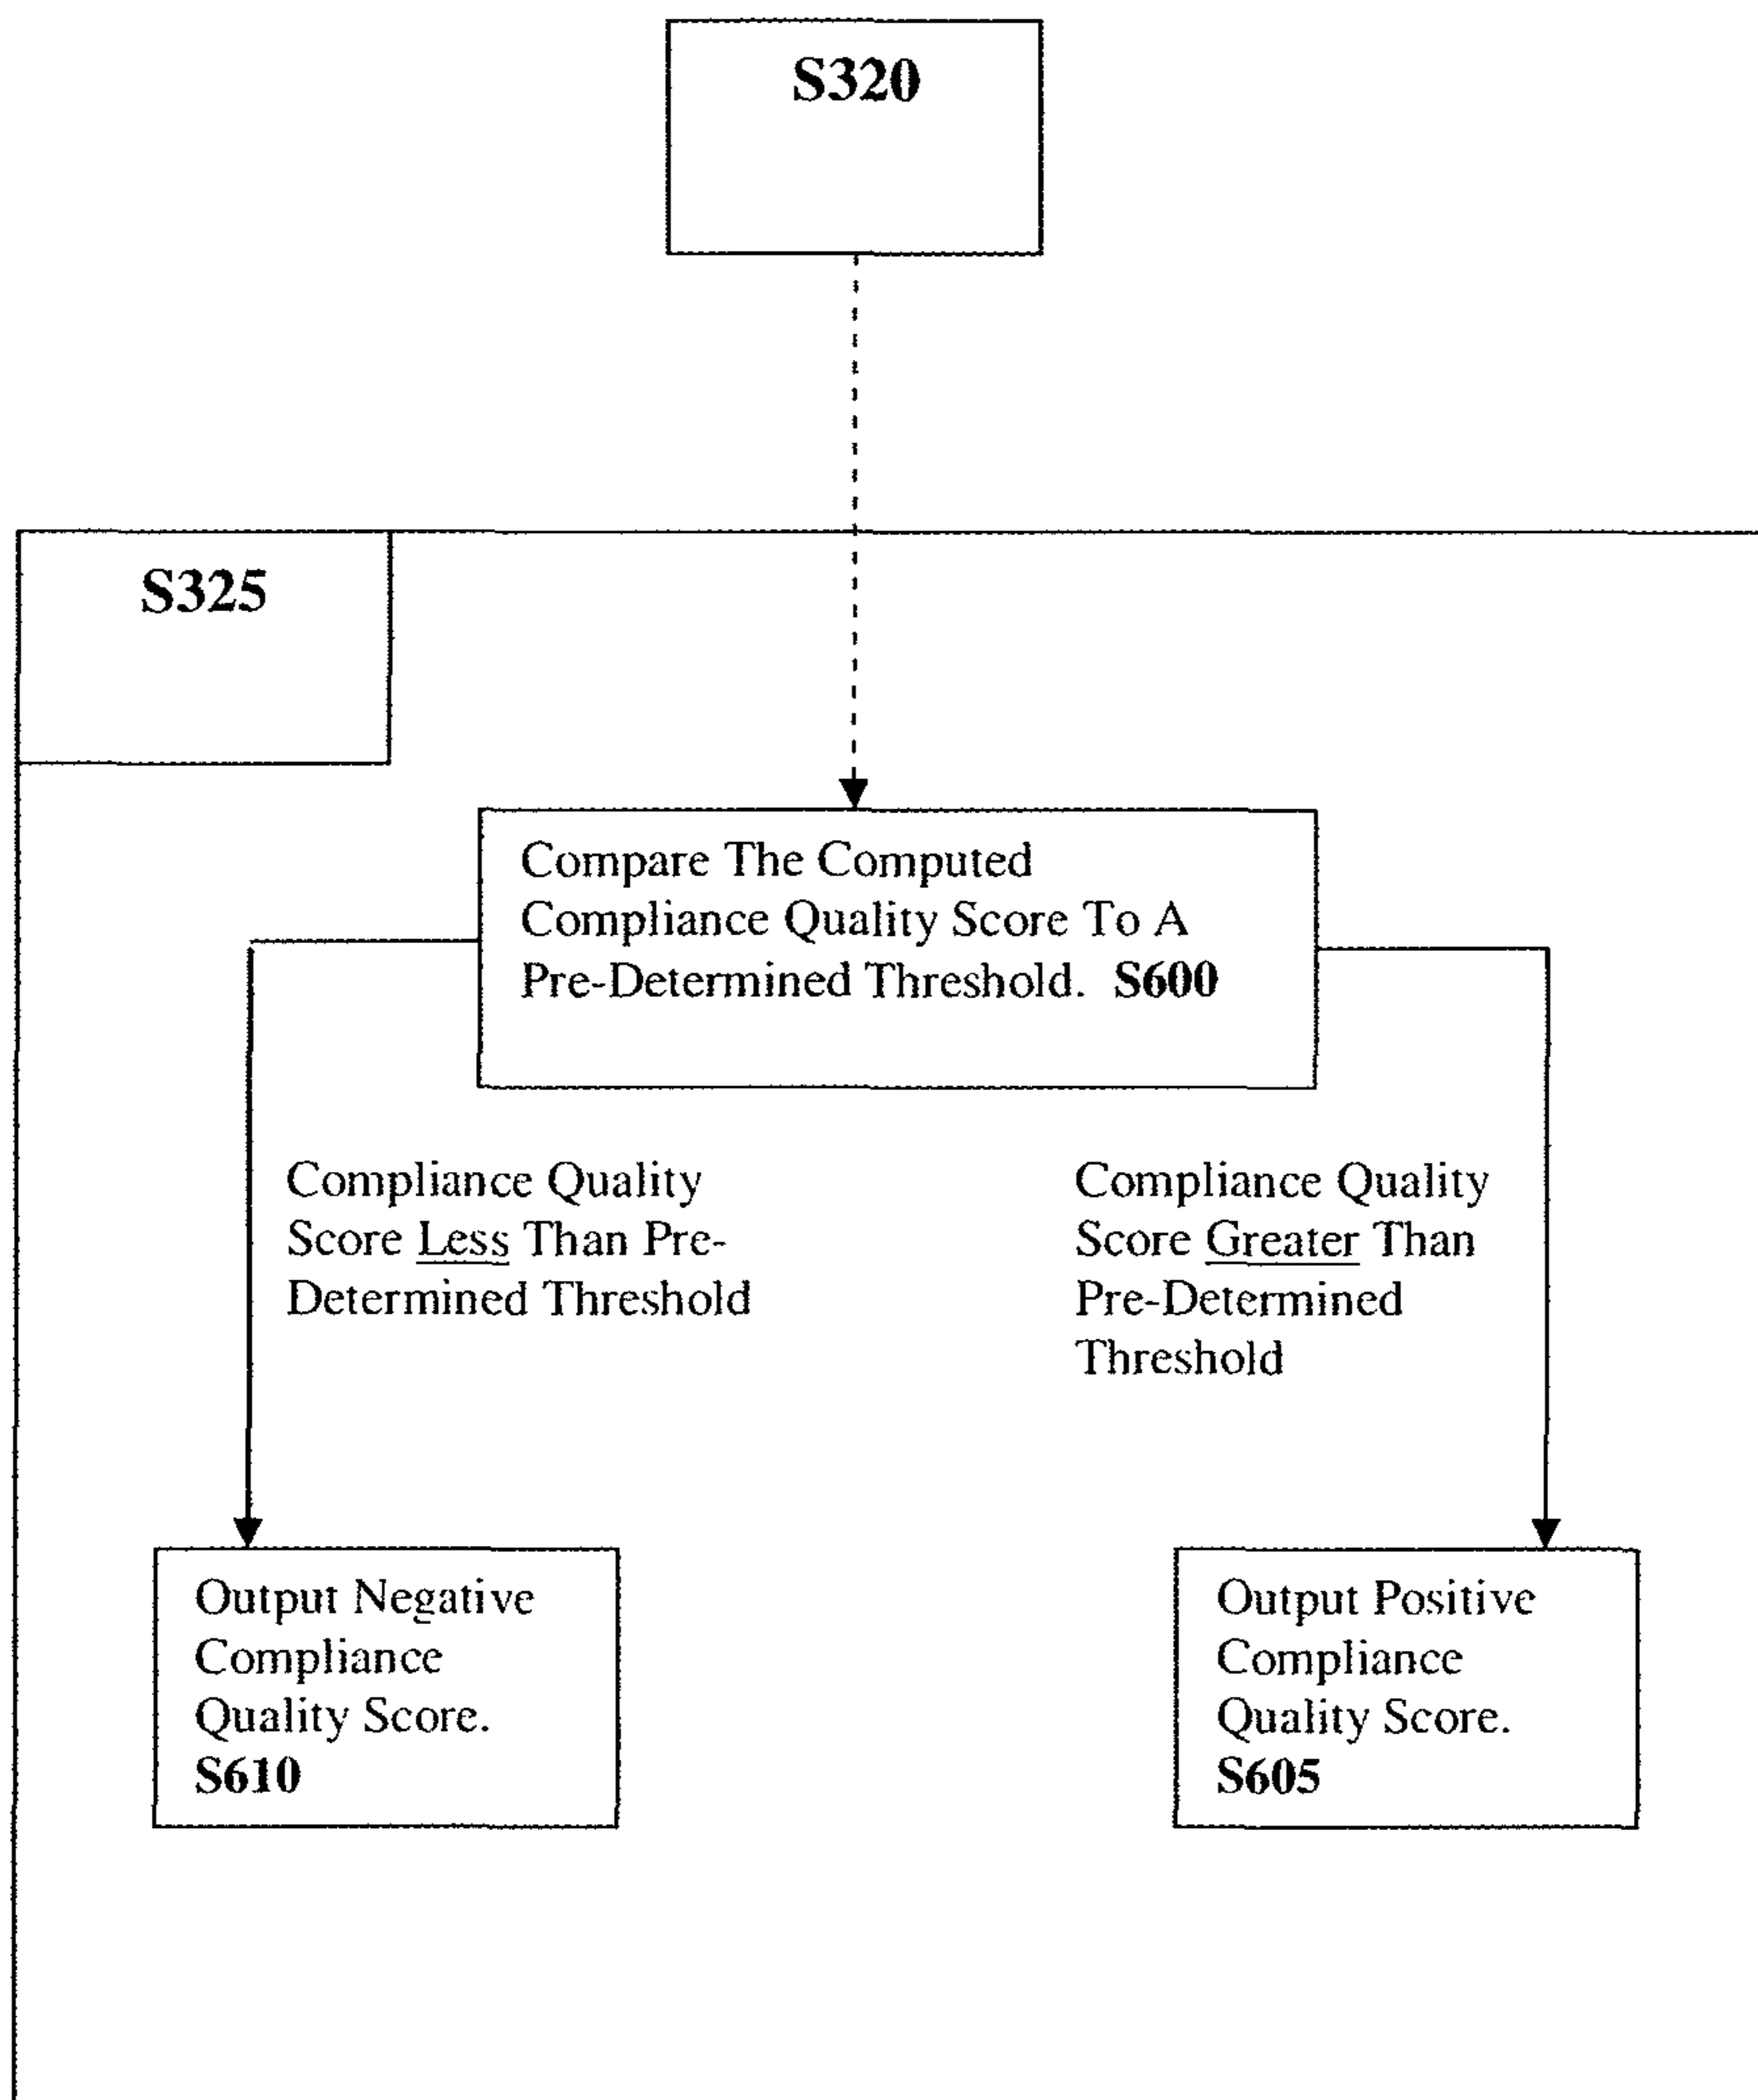 S320
S325
Compare The Computed
Compliance Quality Score To A
Pre-Determined Threshold. S600
Compliance Quality
Score Less Than Pre-
Determined Threshold
Compliance Quality
Score Greater Than
Pre-Determined
Threshold
Output Negative
Compliance
Quality Score.
S610
Output Positive
Compliance
Quality Score.
S605